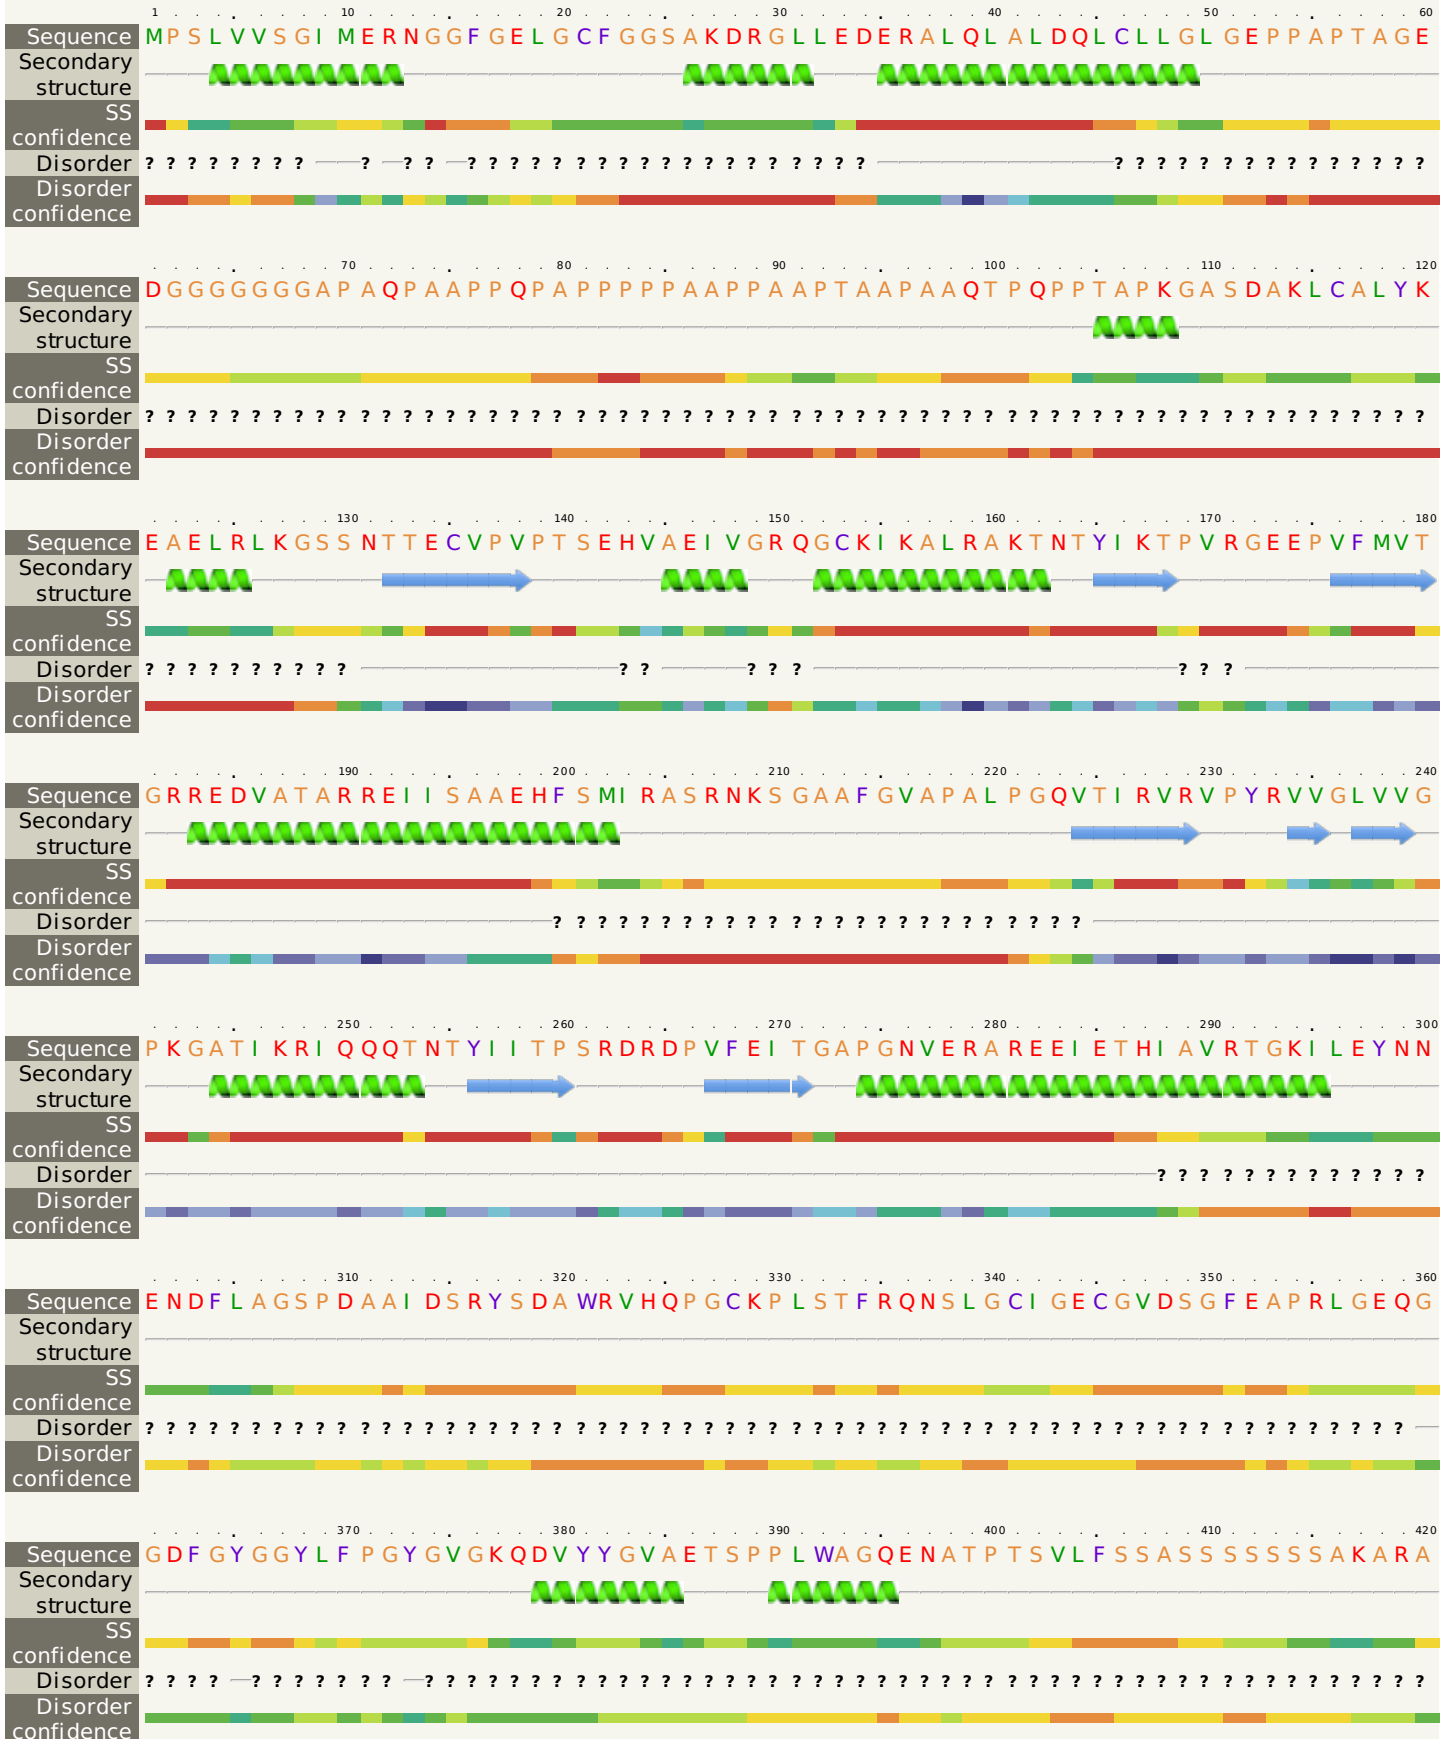 1 10 20 30 40 50 60
Sequence MPSLVVSGIMERNGGFGELGCFGGSAKDRGLLEDERALQLALDQLCLLGLGEPPAPTAGE
Secondary
structure
SS
confidence
Disorder ? ? ? ? ? ? ? ? ? ? ? ? ? ? ? ? ? ? ? ? ? ? ? ? ? ? ? ? ? ? ? ? ? ? ? ? ? ? ? ? ? ? ? ? ?
Disorder
confidence
70 80 90 100 110 120
Sequence DGGGGGGGAPAQPAAPPQPAPPPPPAAPPAAPTAAPAAQTPQPPTAPKGASDAKLCALYK
Secondary
structure
SS
confidence
Disorder ? ? ? ? ? ? ? ? ? ? ? ? ? ? ? ? ? ? ? ? ? ? ? ? ? ? ? ? ? ? ? ? ? ? ? ? ? ? ? ? ? ? ? ? ? ? ? ? ? ? ? ? ? ? ? ? ? ? ? ?
Disorder
confidence
130 140 150 160 170 180
Sequence EAELRLKGSSNTTECVPVPTSEHVAEIVGRQGCKIKALRAKTNTYIKTPVRGEEPVFMVT
Secondary
structure
SS
confidence
Disorder ? ? ? ? ? ? ? ? ? ? ? ? ? ? ? ? ? ?
Disorder
confidence
190 200 210 220 230 240
Sequence GRREDVATARREIISAAEHFSMIRASRNKSGAAFGVAPALPGQVTIRVRVPYRVVGLVVG
Secondary
structure
SS
confidence
Disorder ? ? ? ? ? ? ? ? ? ? ? ? ? ? ? ? ? ? ? ? ? ? ? ? ?
Disorder
confidence
250 260 270 280 290 300
Sequence PKGATIKRIQQQTNTYIITPSRDRDPVFEITGAPGNVERAREEIETHIAVRTGKILEYNN
Secondary
structure
SS
confidence
Disorder ? ? ? ? ? ? ? ? ? ? ? ? ?
Disorder
confidence
310 320 330 340 350 360
Sequence ENDFLAGSPDAAIDSRYSDAWRVHQPGCKPLSTFRQNSLGCIGECGVDSGFEAPRLGEQG
Secondary
structure
SS
confidence
Disorder ? ? ? ? ? ? ? ? ? ? ? ? ? ? ? ? ? ? ? ? ? ? ? ? ? ? ? ? ? ? ? ? ? ? ? ? ? ? ? ? ? ? ? ? ? ? ? ? ? ? ? ? ? ? ? ? ? ? ?
Disorder
confidence
370 380 390 400 410 420
Sequence GDFGYGGYLFPGYGVGKQDVYYGVAETSPPLWAGQENATPTSVLFSSASSSSSSSAKARA
Secondary
structure
SS
confidence
Disorder ? ? ? ? ? ? ? ? ? ? ? ? ? ? ? ? ? ? ? ? ? ? ? ? ? ? ? ? ? ? ? ? ? ? ? ? ? ? ? ? ? ? ? ? ? ? ? ? ? ? ? ? ? ? ? ? ? ?
Disorder
confidence